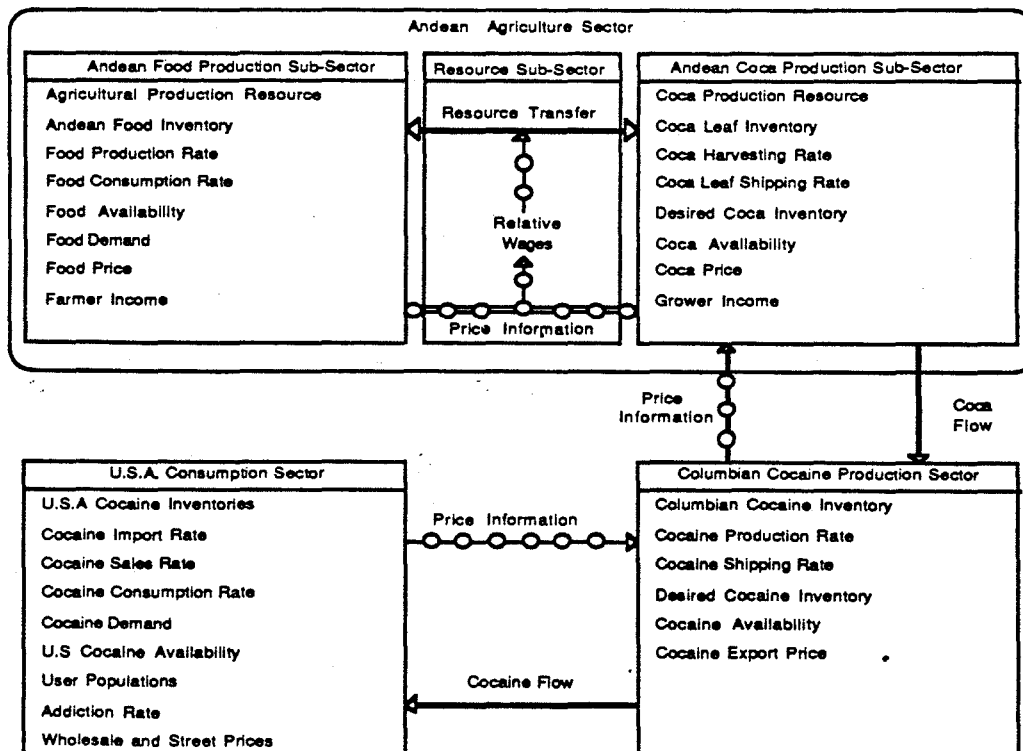 Andean Agriculture Sector
Andean Food Production Sub-Sector
Agricultural Production Resource
Andean Food Inventory
Food Production Rate
Food Consumption Rate
Food Availability
Food Demand
Food Price
Farmer Income
Resource Sub-Sector
Resource Transfer
Relative
Wages
Price Information
Andean Coca Production Sub-Sector
Coca Production Resource
Coca Leaf Inventory
Coca Harvesting Rate
Coca Leaf Shipping Rate
Desired Coca Inventory
Coca Availability
Coca Price
Grower Income
Price
Information
Coca
Flow
U.S.A. Consumption Sector
U.S.A Cocaine Inventories
Cocaine Import Rate
Cocaine Sales Rate
Cocaine Consumption Rate
Cocaine Demand
U.S Cocaine Availability
User Populations
Addiction Rate
Wholesale and Street Prices
Price Information
Cocaine Flow
Columbian Cocaine Production Sector
Columbian Cocaine Inventory
Cocaine Production Rate
Cocaine Shipping Rate
Desired Cocaine Inventory
Cocaine Availability
Cocaine Export Price